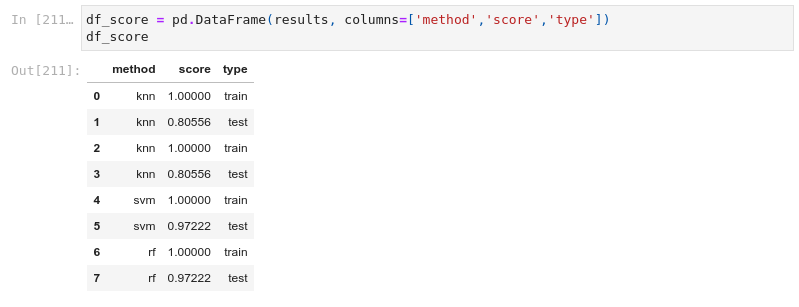 In [211… df_score = pd.DataFrame(results, columns=['method','score','type'])
df_score
Out[211]:
method score type
0 knn 1.00000 train
1 knn 0.80556 test
2 knn 1.00000 train
3 knn 0.80556 test
4 svm 1.00000 train
5 svm 0.97222 test
6 rf 1.00000 train
7 rf 0.97222 test